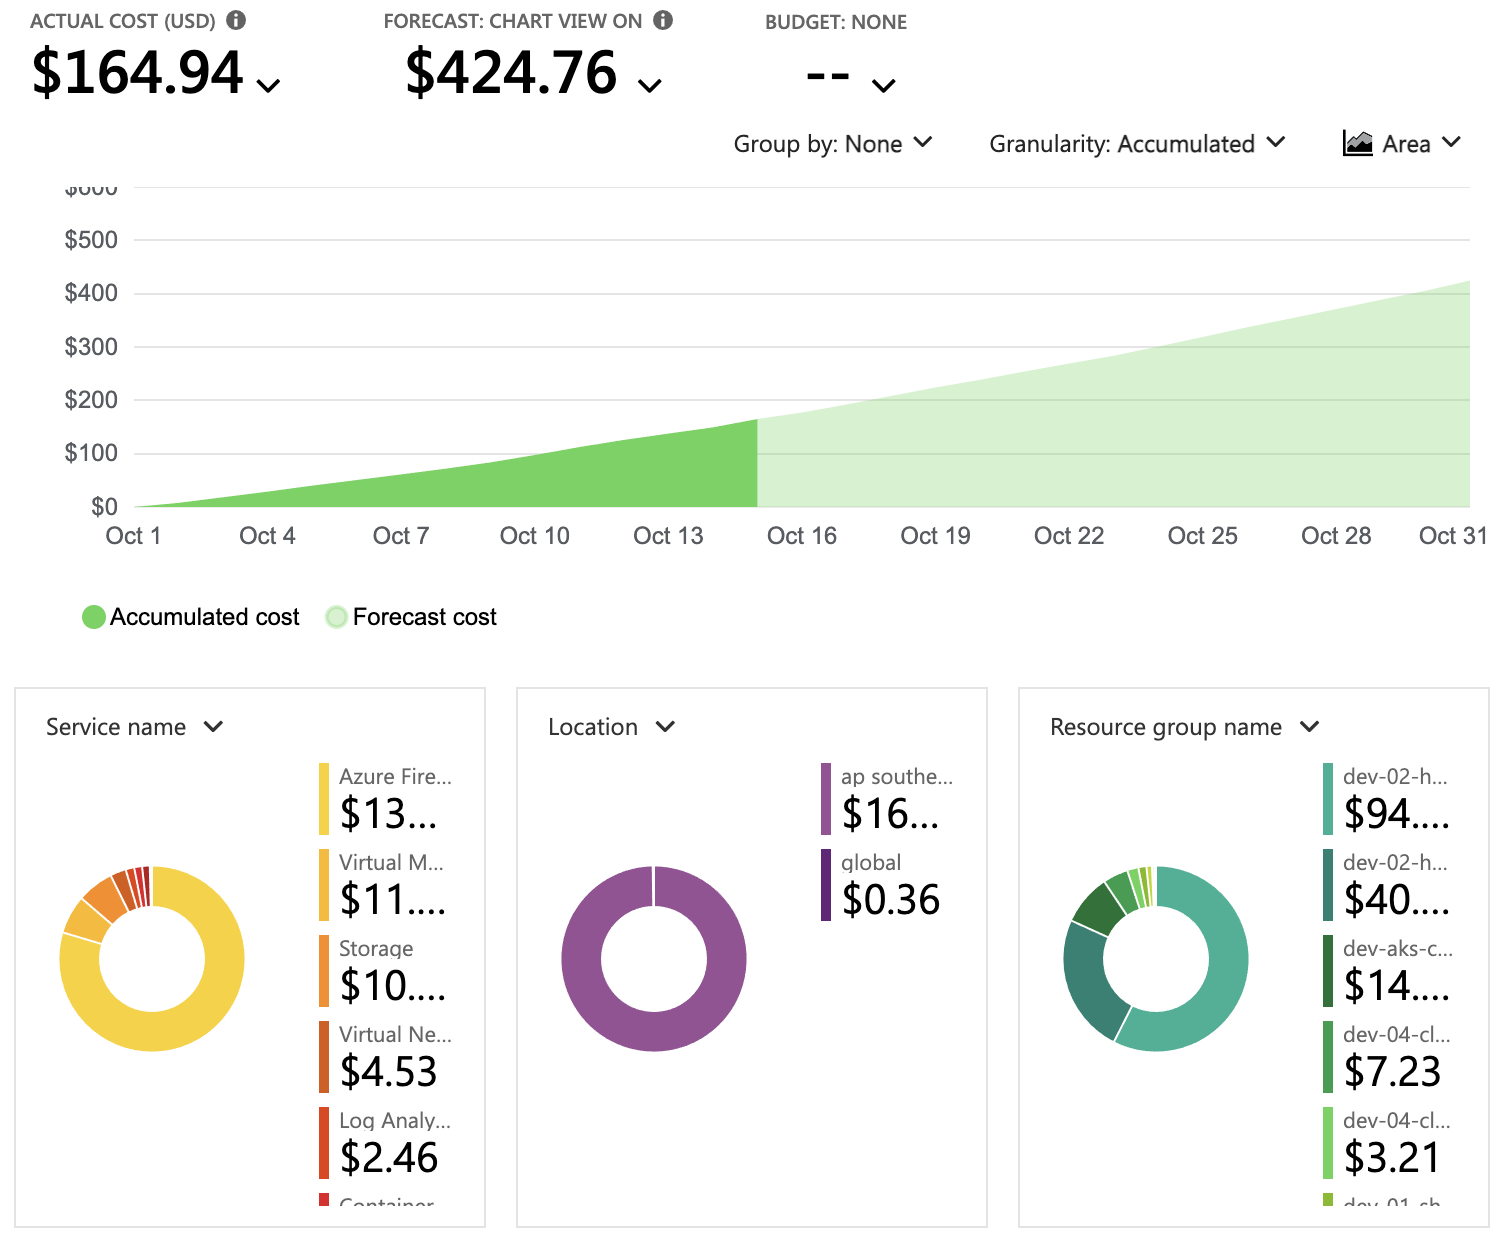 ACTUAL COST (USD)
FORECAST: CHART VIEW ON
BUDGET: NONE
$164.94
$424.76
--
Group by: None
Granularity: Accumulated
Area
$600
$500
$400
$300
$200
$100
$0
Oct 1
Oct 4
Oct 7
Oct 10
Oct 13
Oct 16
Oct 19
Oct 22
Oct 25
Oct 28
Oct 31
Accumulated cost
Forecast cost
Service name
Azure Fire...
$13...
Virtual M...
$11....
Storage
$10....
Virtual Ne...
$4.53
Log Analy...
$2.46
Container
Location
ap southe...
$16...
global
$0.36
Resource group name
dev-02-h...
$94....
dev-02-h...
$40....
dev-aks-c...
$14....
dev-04-cl...
$7.23
dev-04-cl...
$3.21
dev-01-sh